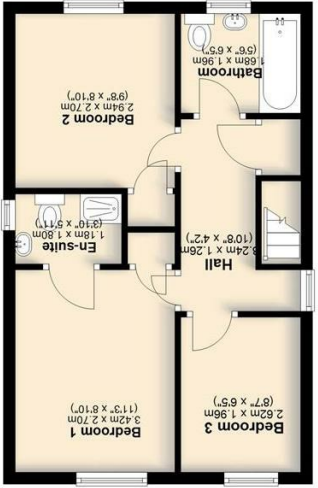 Bedroom 3
2.62m x 1.96m
(8'7" x 6'5")
Bedroom 1
3.42m x 2.70m
(11'3" x 8'10")
Hall
3.24m x 1.26m
(10'8" x 4'2")
En-suite
1.18m x 1.80m
(3'10" x 5'11")
Bedroom 2
2.94m x 2.70m
(9'8" x 8'10")
Bathroom
1.68m x 1.96m
(5'6" x 6'5")